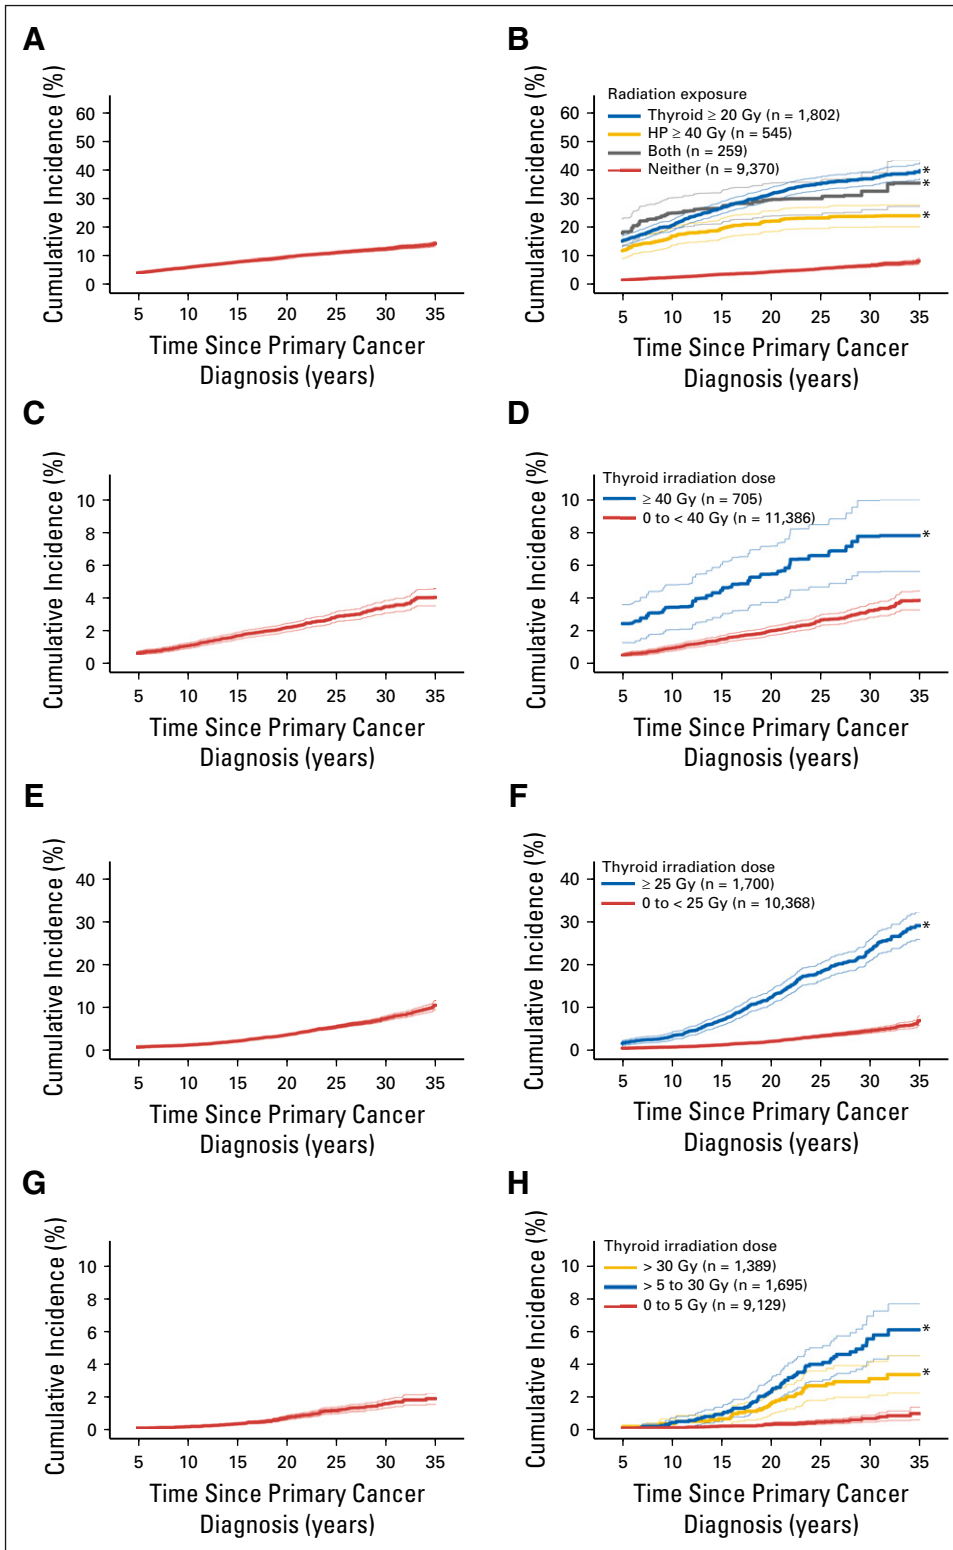 A
Cumulative Incidence (%)
60
50
40
30
20
10
0
5 10 15 20 25 30 35
Time Since Primary Cancer
Diagnosis (years)
B
Cumulative Incidence (%)
60
50
40
30
20
10
0
Radiation exposure
Thyroid ≥ 20 Gy (n = 1,802)
HP ≥ 40 Gy (n = 545)
Both (n = 259)
Neither (n = 9,370)
*
*
*
5 10 15 20 25 30 35
Time Since Primary Cancer
Diagnosis (years)
C
Cumulative Incidence (%)
10
8
6
4
2
0
5 10 15 20 25 30 35
Time Since Primary Cancer
Diagnosis (years)
D
Cumulative Incidence (%)
10
8
6
4
2
0
Thyroid irradiation dose
≥ 40 Gy (n = 705)
0 to < 40 Gy (n = 11,386)
*
5 10 15 20 25 30 35
Time Since Primary Cancer
Diagnosis (years)
E
Cumulative Incidence (%)
40
30
20
10
0
5 10 15 20 25 30 35
Time Since Primary Cancer
Diagnosis (years)
F
Cumulative Incidence (%)
40
30
20
10
0
Thyroid irradiation dose
≥ 25 Gy (n = 1,700)
0 to < 25 Gy (n = 10,368)
*
5 10 15 20 25 30 35
Time Since Primary Cancer
Diagnosis (years)
G
Cumulative Incidence (%)
10
8
6
4
2
0
5 10 15 20 25 30 35
Time Since Primary Cancer
Diagnosis (years)
H
Cumulative Incidence (%)
10
8
6
4
2
0
Thyroid irradiation dose
> 30 Gy (n = 1,389)
> 5 to 30 Gy (n = 1,695)
0 to 5 Gy (n = 9,129)
*
*
5 10 15 20 25 30 35
Time Since Primary Cancer
Diagnosis (years)